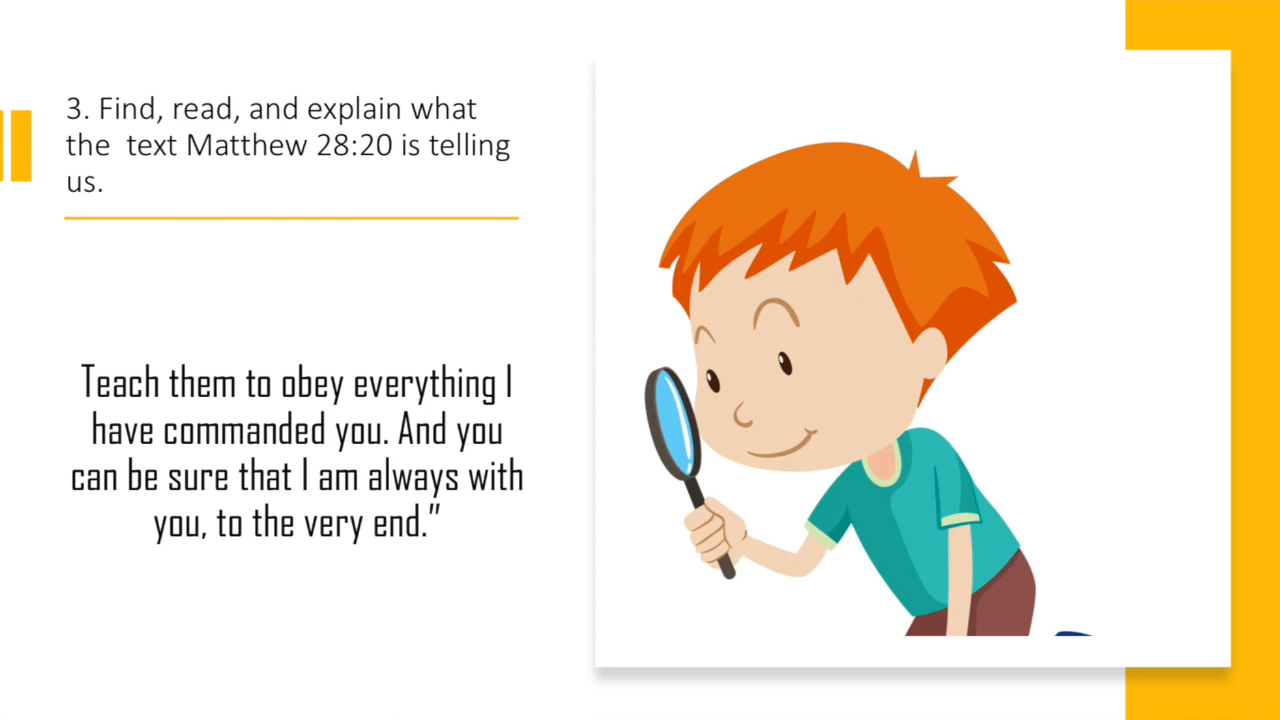 3. Find, read, and explain what
the  text Matthew 28:20 is telling
us.
Teach them to obey everything I
have commanded you. And you
can be sure that I am always with
you, to the very end.”